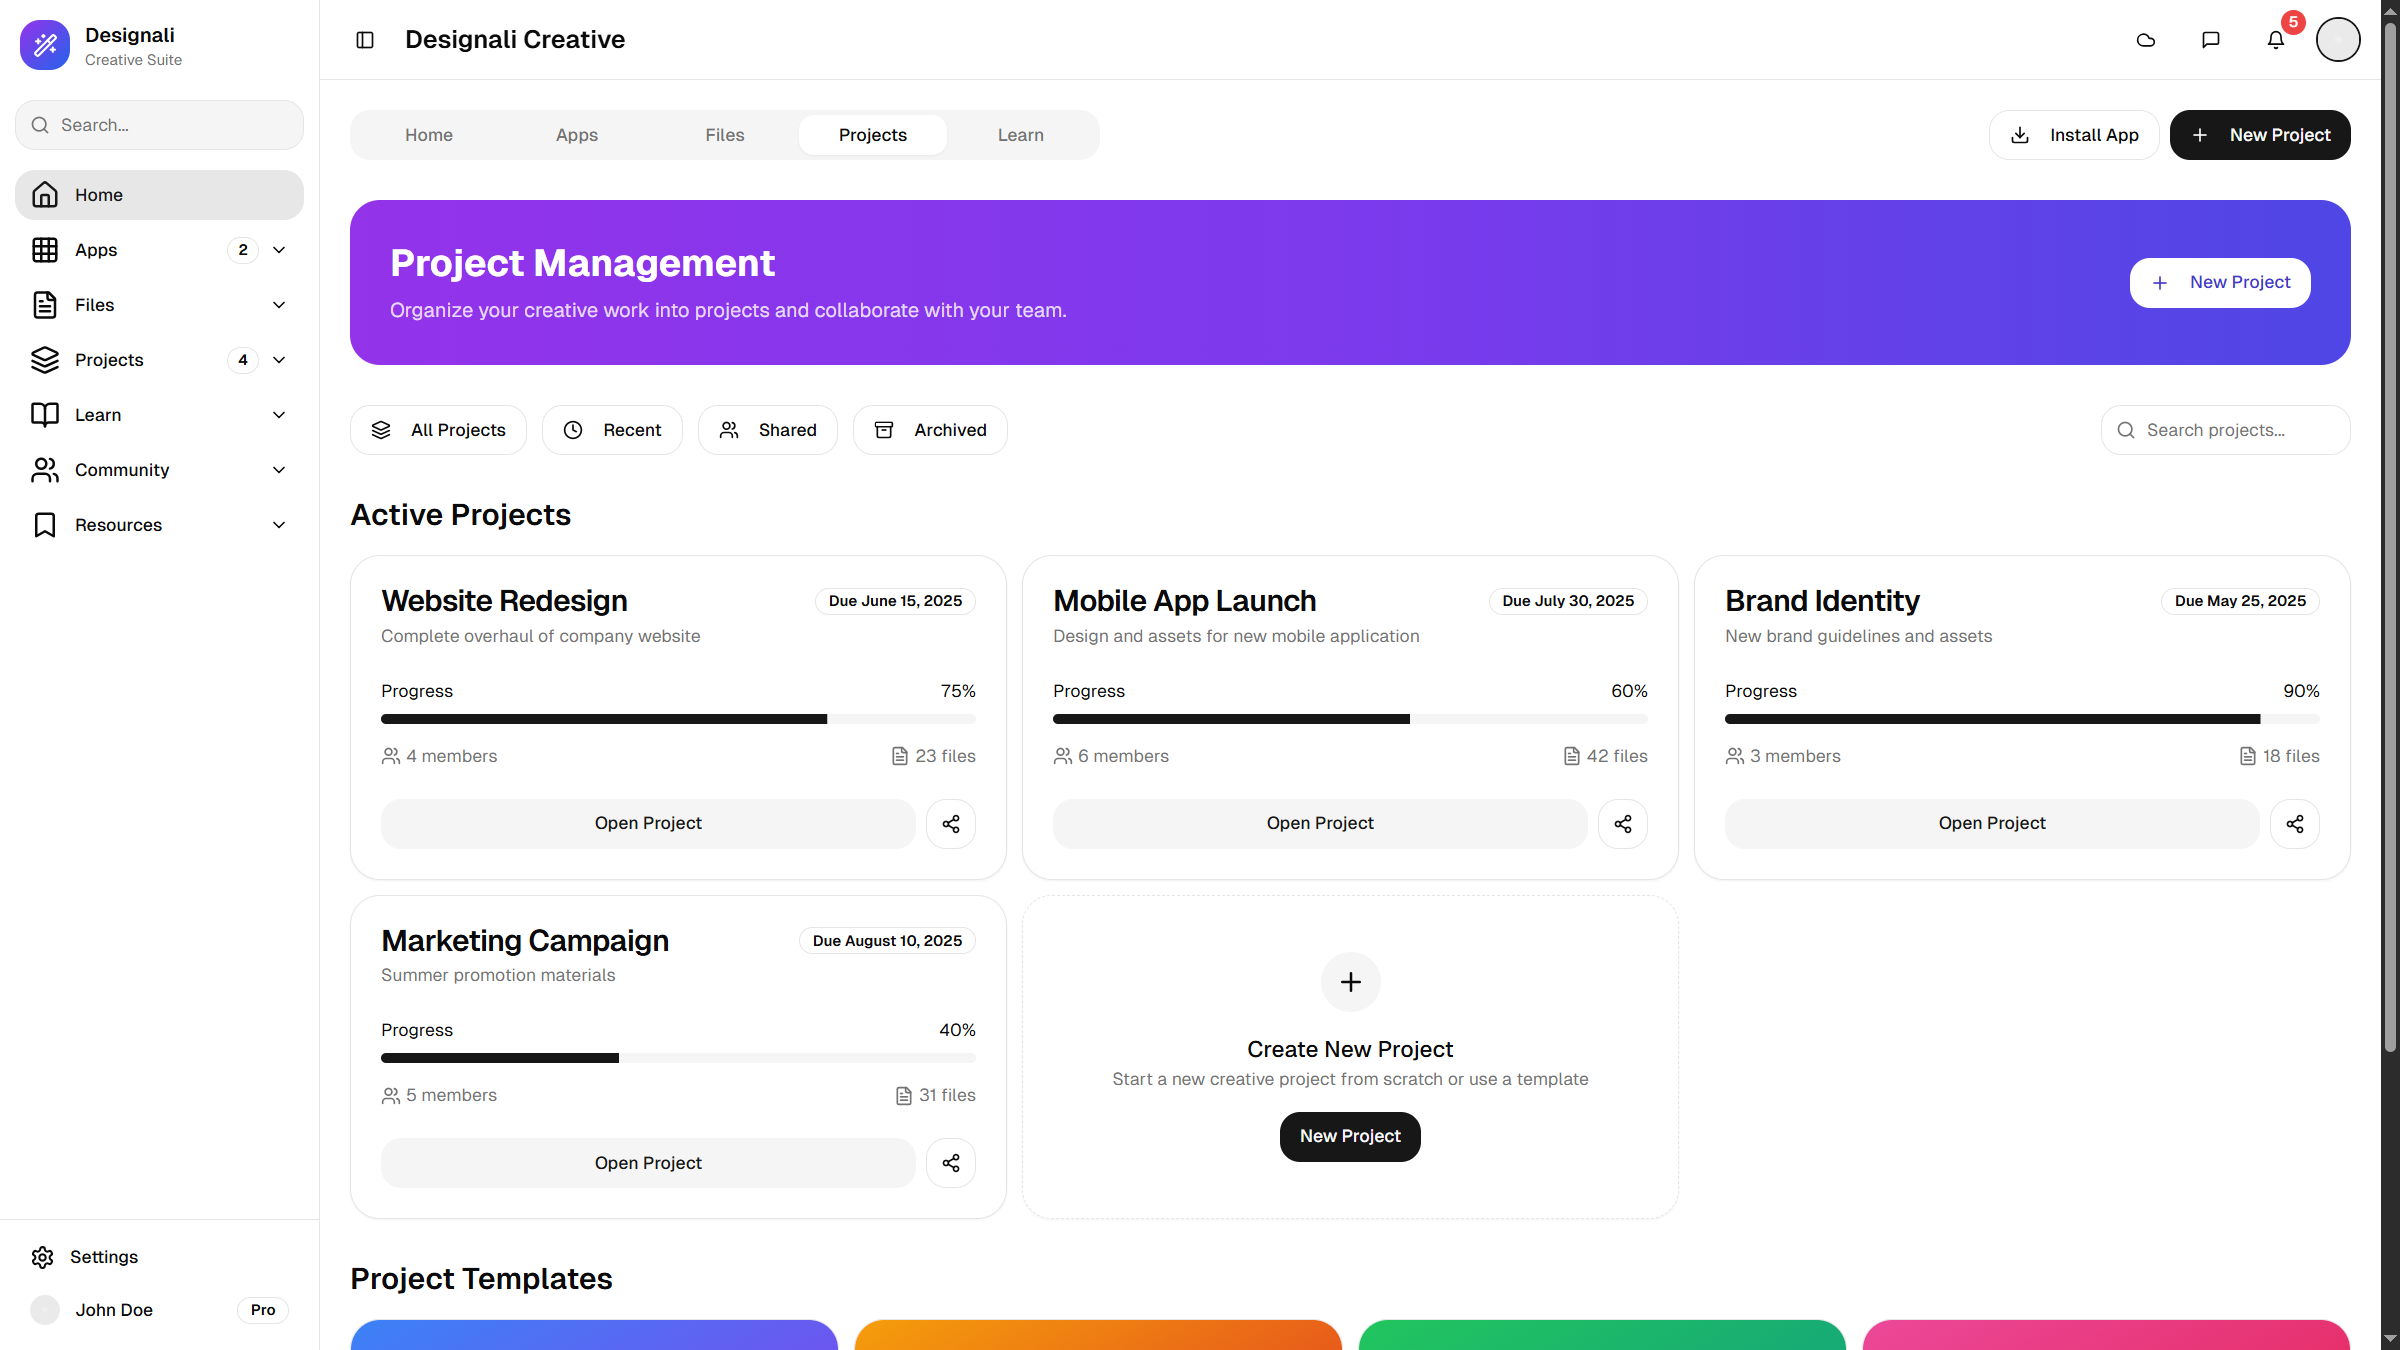 Designali
Creative Suite
Search...
Home
Apps 2
Files
Projects 4
Learn
Community
Resources
Settings
John Doe Pro
Designali Creative
5
Home Apps Files Projects Learn
Install App
New Project
Project Management
Organize your creative work into projects and collaborate with your team.
New Project
All Projects Recent Shared Archived
Search projects...
Active Projects
Website Redesign
Due June 15, 2025
Complete overhaul of company website
Progress 75%
4 members 23 files
Open Project
Mobile App Launch
Due July 30, 2025
Design and assets for new mobile application
Progress 60%
6 members 42 files
Open Project
Brand Identity
Due May 25, 2025
New brand guidelines and assets
Progress 90%
3 members 18 files
Open Project
Marketing Campaign
Due August 10, 2025
Summer promotion materials
Progress 40%
5 members 31 files
Open Project
Create New Project
Start a new creative project from scratch or use a template
New Project
Project Templates